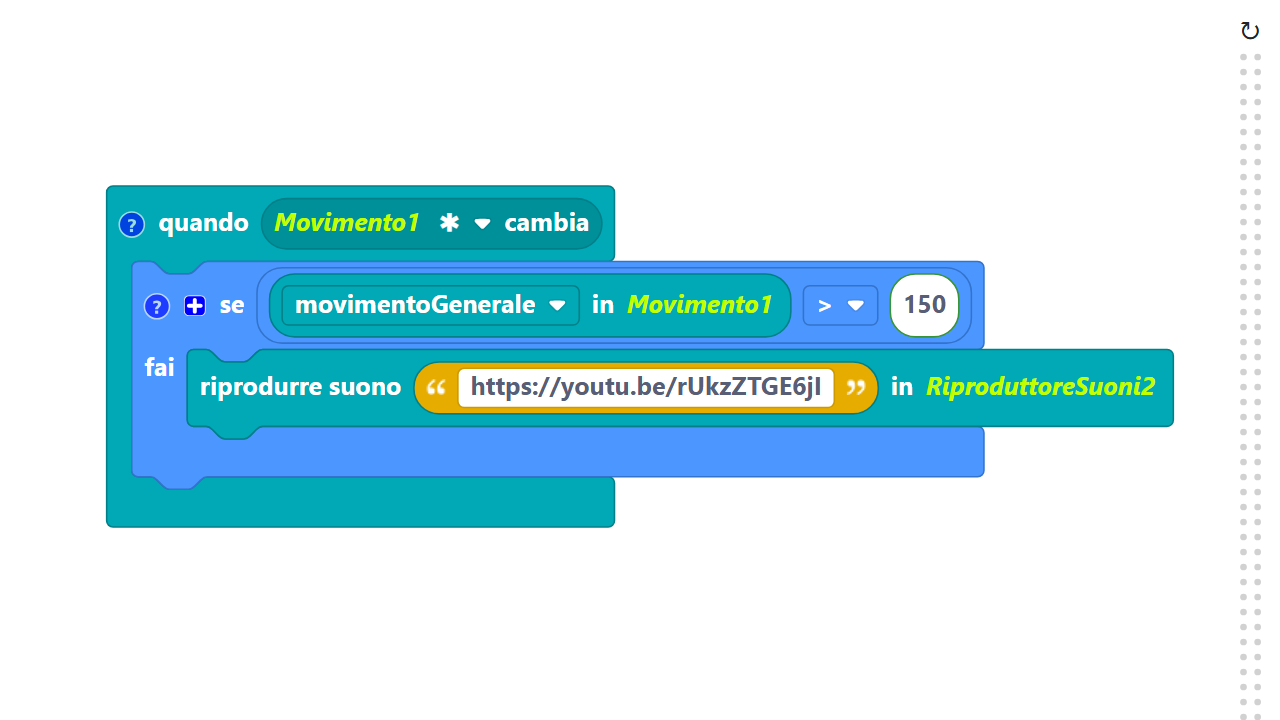 ? quando Movimento1 ✱ cambia
? + se movimentoGenerale in Movimento1 > 150
fai riprodurre suono “ https://youtu.be/rUkzZTGE6jI ” in RiproduttoreSuoni2